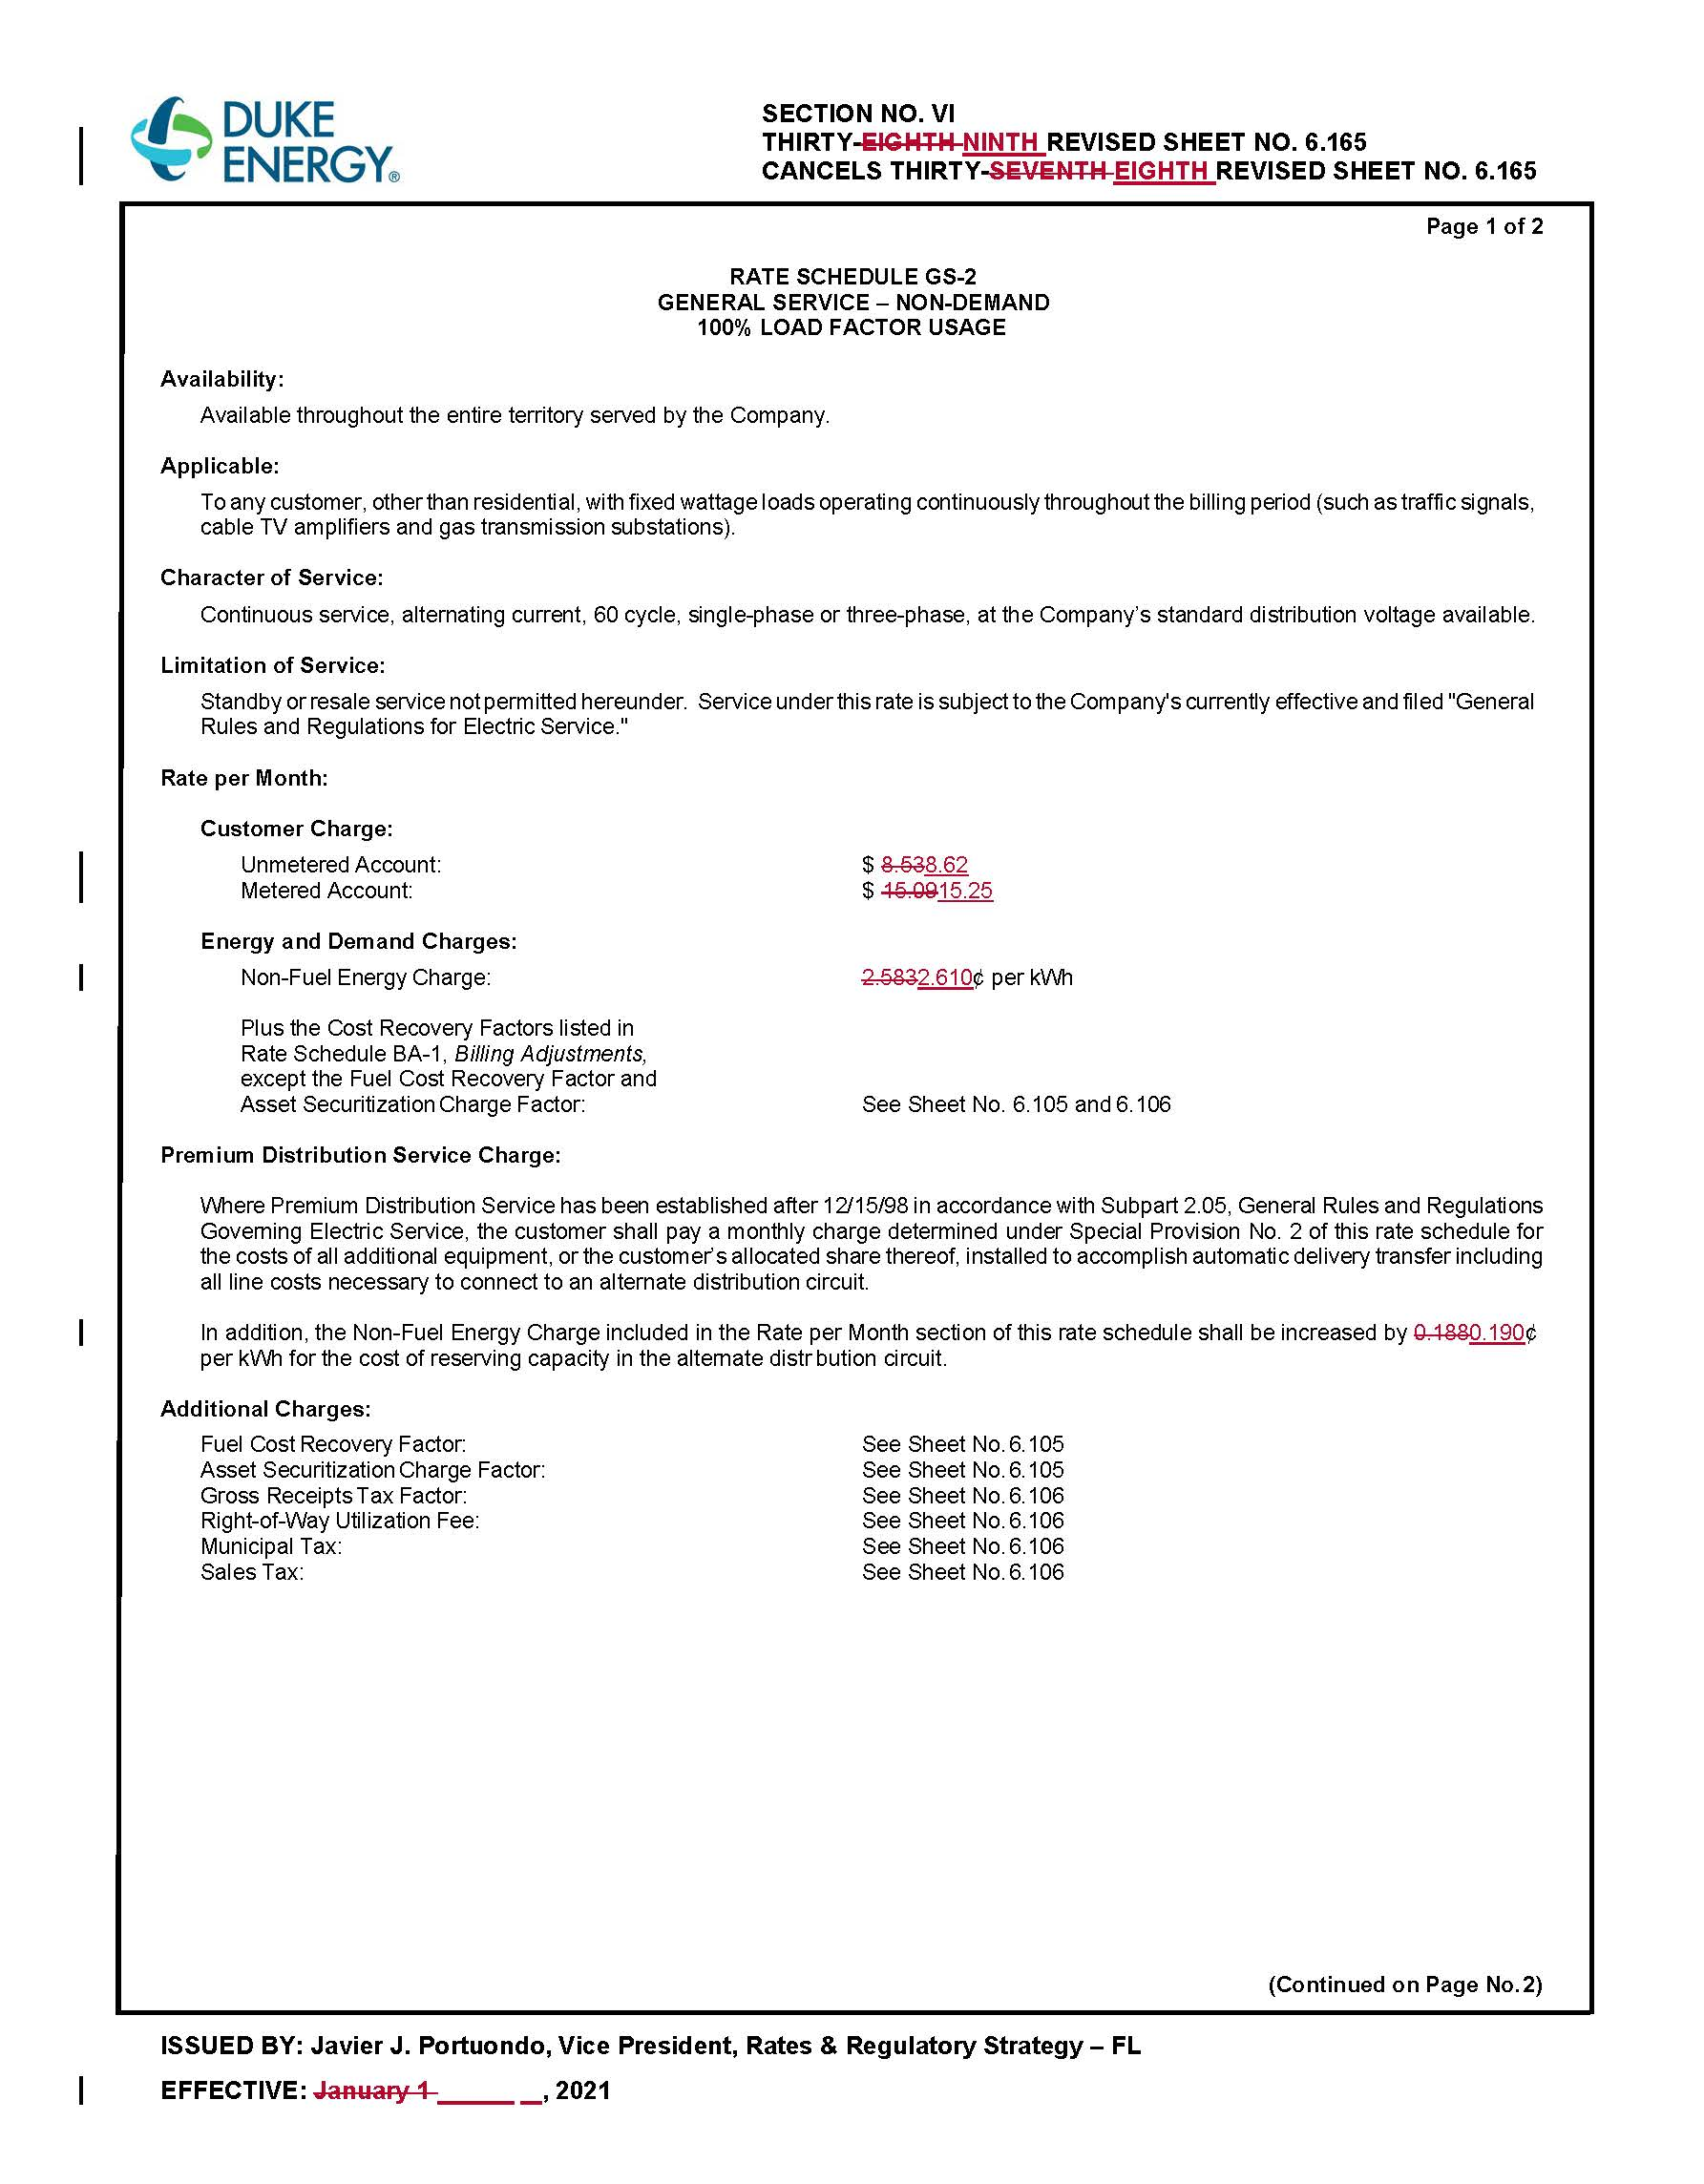 DUKE
ENERGY®
SECTION NO. VI
THIRTY-EIGHTH NINTH REVISED SHEET NO. 6.165
CANCELS THIRTY-SEVENTH EIGHTH REVISED SHEET NO. 6.165
Page 1 of 2
RATE SCHEDULE GS-2
GENERAL SERVICE – NON-DEMAND
100% LOAD FACTOR USAGE
Availability:
Available throughout the entire territory served by the Company.
Applicable:
To any customer, other than residential, with fixed wattage loads operating continuously throughout the billing period (such as traffic signals,
cable TV amplifiers and gas transmission substations).
Character of Service:
Continuous service, alternating current, 60 cycle, single-phase or three-phase, at the Company’s standard distribution voltage available.
Limitation of Service:
Standby or resale service not permitted hereunder. Service under this rate is subject to the Company's currently effective and filed "General
Rules and Regulations for Electric Service."
Rate per Month:
Customer Charge:
Unmetered Account: $ 8.538.62
Metered Account: $ 15.0915.25
Energy and Demand Charges:
Non-Fuel Energy Charge: 2.5832.610¢ per kWh
Plus the Cost Recovery Factors listed in
Rate Schedule BA-1, Billing Adjustments,
except the Fuel Cost Recovery Factor and
Asset Securitization Charge Factor: See Sheet No. 6.105 and 6.106
Premium Distribution Service Charge:
Where Premium Distribution Service has been established after 12/15/98 in accordance with Subpart 2.05, General Rules and Regulations
Governing Electric Service, the customer shall pay a monthly charge determined under Special Provision No. 2 of this rate schedule for
the costs of all additional equipment, or the customer’s allocated share thereof, installed to accomplish automatic delivery transfer including
all line costs necessary to connect to an alternate distribution circuit.
In addition, the Non-Fuel Energy Charge included in the Rate per Month section of this rate schedule shall be increased by 0.1880.190¢
per kWh for the cost of reserving capacity in the alternate distr bution circuit.
Additional Charges:
Fuel Cost Recovery Factor: See Sheet No. 6.105
Asset Securitization Charge Factor: See Sheet No. 6.105
Gross Receipts Tax Factor: See Sheet No. 6.106
Right-of-Way Utilization Fee: See Sheet No. 6.106
Municipal Tax: See Sheet No. 6.106
Sales Tax: See Sheet No. 6.106
(Continued on Page No. 2)
ISSUED BY: Javier J. Portuondo, Vice President, Rates & Regulatory Strategy – FL
EFFECTIVE: January 1 ______ __, 2021